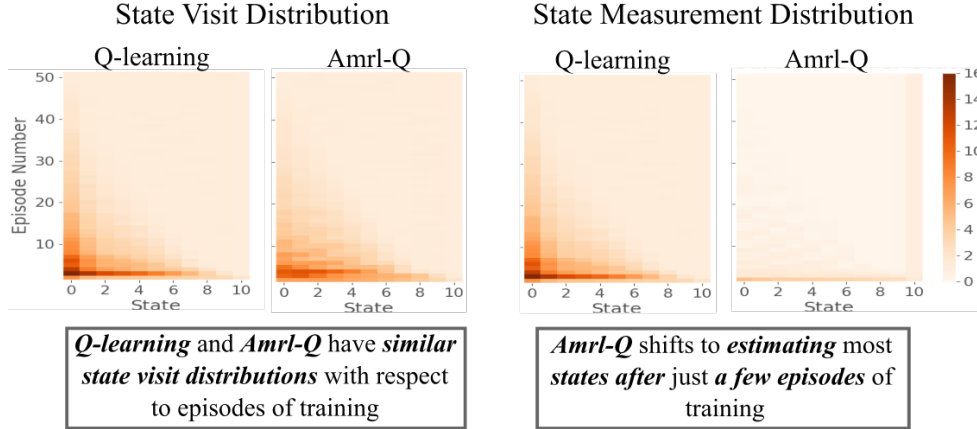 State Visit Distribution
State Measurement Distribution
Q-learning
Amrl-Q
Q-learning
Amrl-Q
Episode Number
50
40
30
20
10
0 2 4 6 8 10
State
0 2 4 6 8 10
State
0 2 4 6 8 10
State
0 2 4 6 8 10
State
16
14
12
10
8
6
4
2
0
Q-learning and Amrl-Q have similar
state visit distributions with respect
to episodes of training
Amrl-Q shifts to estimating most
states after just a few episodes of
training